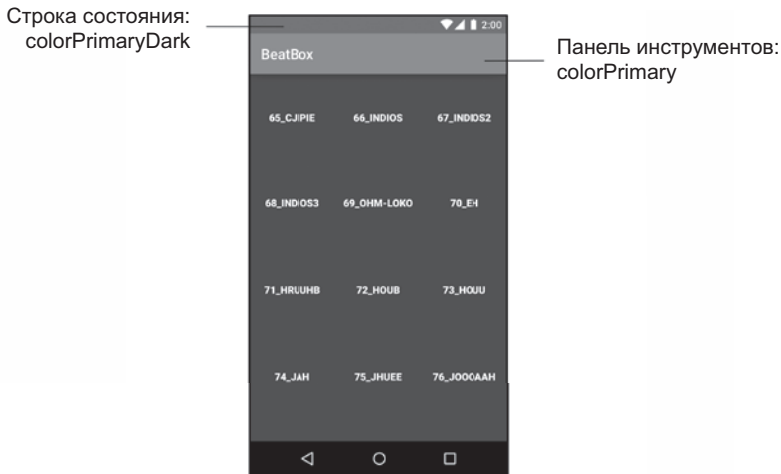 Строка состояния:
colorPrimaryDark
Панель инструментов:
colorPrimary
2:00
BeatBox
65_CJIPIE 66_INDIOS 67_INDIOS2
68_INDIOS3 69_OHM-LOKO 70_EH
71_HRUUHB 72_HOUB 73_HOUU
74_JAH 75_JHUEE 76_JOOOAAH